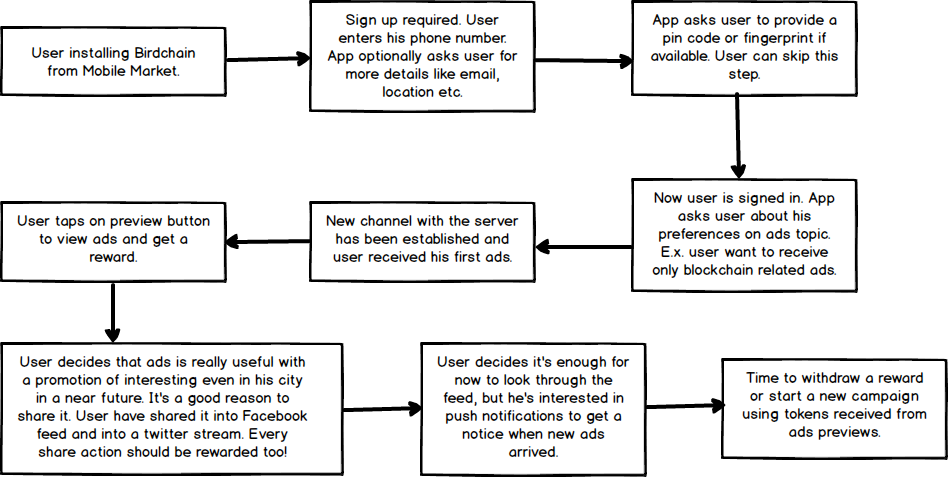 User installing Birdchain
from Mobile Market.
Sign up required. User
enters his phone number.
App optionally asks user for
more details like email,
location etc.
App asks user to provide a
pin code or fingerprint if
available. User can skip this
step.
Now user is signed in. App
asks user about his
preferences on ads topic.
E.x. user want to receive
only blockchain related ads.
New channel with the server
has been established and
user received his first ads.
User taps on preview button
to view ads and get a
reward.
User decides that ads is really useful with
a promotion of interesting even in his city
in a near future. It's a good reason to
share it. User have shared it into Facebook
feed and into a twitter stream. Every
share action should be rewarded too!
User decides it's enough for
now to look through the
feed, but he's interested in
push notifications to get a
notice when new ads
arrived.
Time to withdraw a reward
or start a new campaign
using tokens received from
ads previews.